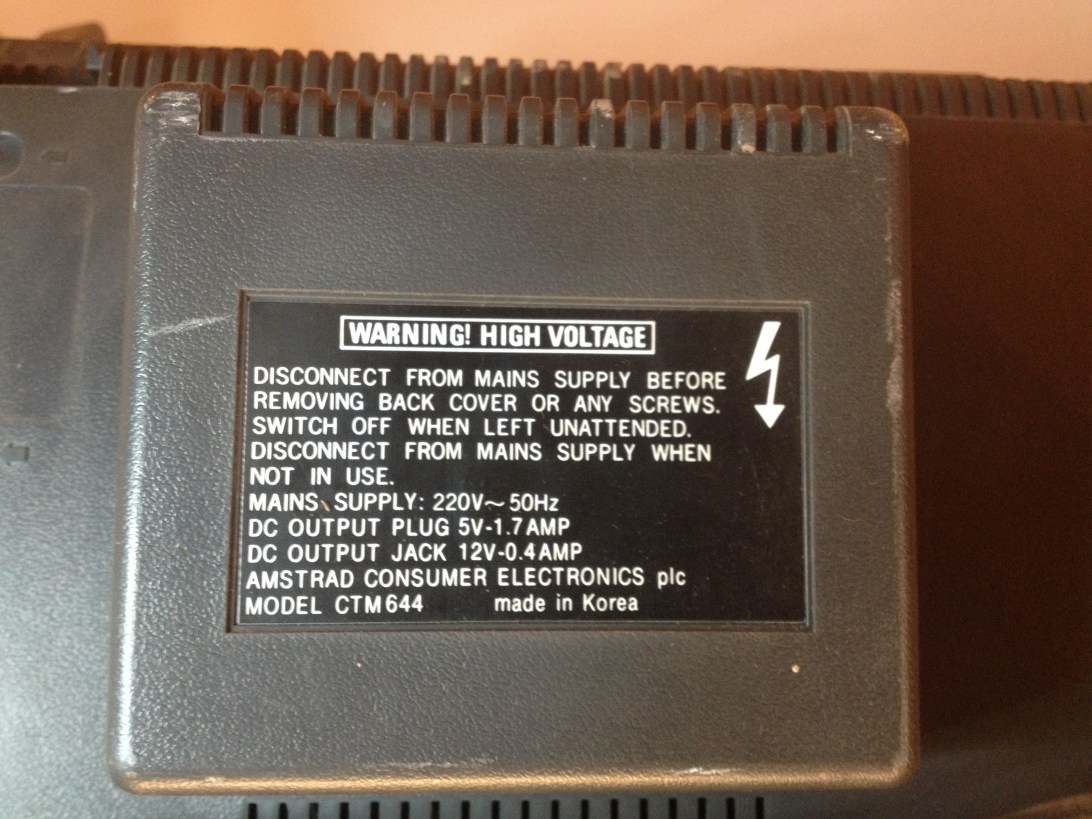 WARNING! HIGH VOLTAGE
DISCONNECT FROM MAINS SUPPLY BEFORE
REMOVING BACK COVER OR ANY SCREWS.
SWITCH OFF WHEN LEFT UNATTENDED.
DISCONNECT FROM MAINS SUPPLY WHEN
NOT IN USE.
MAINS SUPPLY: 220V~50Hz
DC OUTPUT PLUG 5V-1.7AMP
DC OUTPUT JACK 12V-0.4AMP
AMSTRAD CONSUMER ELECTRONICS plc
MODEL CTM644 made in Korea